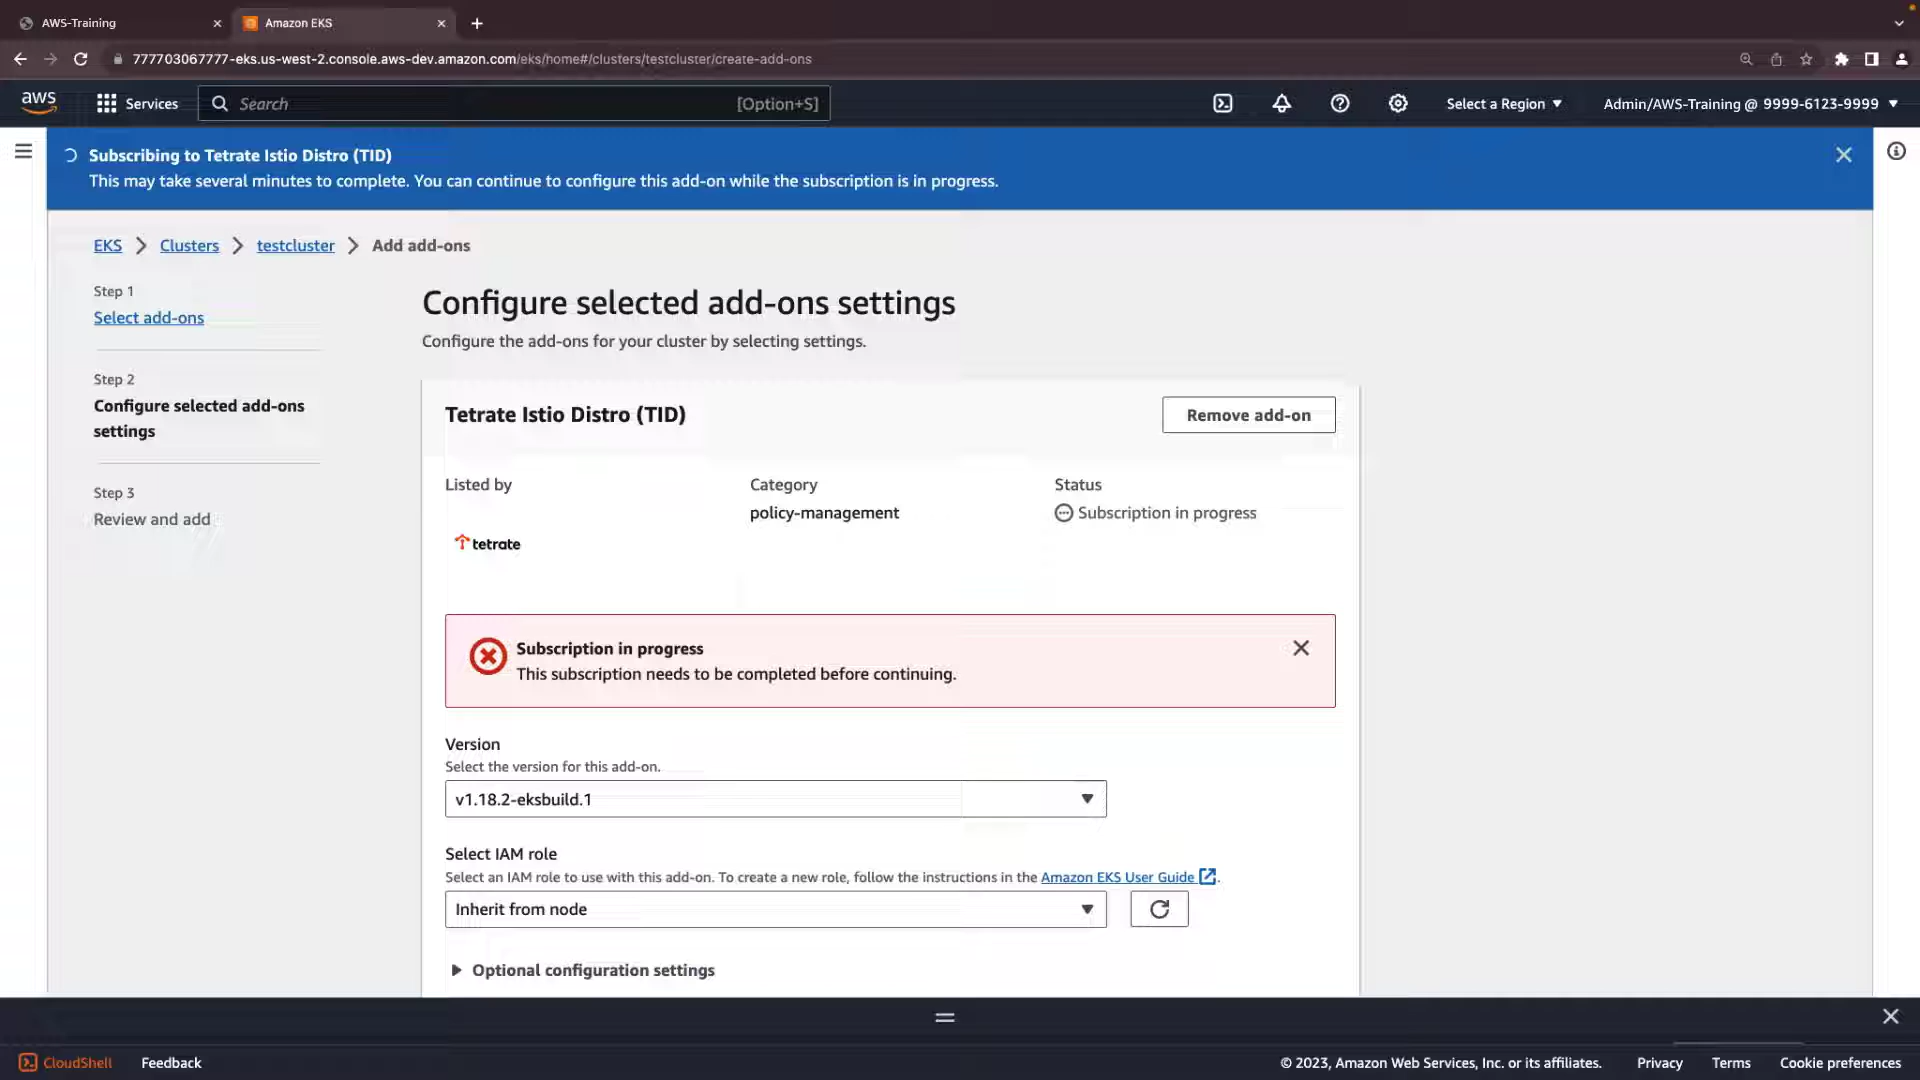 AWS-Training
Amazon EKS
777703067777-eks.us-west-2.console.aws-dev.amazon.com/eks/home#/clusters/testcluster/create-add-ons
aws
Services
Search
[Option+S]
Select a Region
Admin/AWS-Training @ 9999-6123-9999
Subscribing to Tetrate Istio Distro (TID)
This may take several minutes to complete. You can continue to configure this add-on while the subscription is in progress.
EKS
Clusters
testcluster
Add add-ons
Step 1
Select add-ons
Step 2
Configure selected add-ons
settings
Step 3
Review and add
Configure selected add-ons settings
Configure the add-ons for your cluster by selecting settings.
Tetrate Istio Distro (TID)
Remove add-on
Listed by
tetrate
Category
policy-management
Status
Subscription in progress
Subscription in progress
This subscription needs to be completed before continuing.
Version
Select the version for this add-on.
v1.18.2-eksbuild.1
Select IAM role
Select an IAM role to use with this add-on. To create a new role, follow the instructions in the Amazon EKS User Guide.
Inherit from node
Optional configuration settings
CloudShell
Feedback
© 2023, Amazon Web Services, Inc. or its affiliates.
Privacy
Terms
Cookie preferences